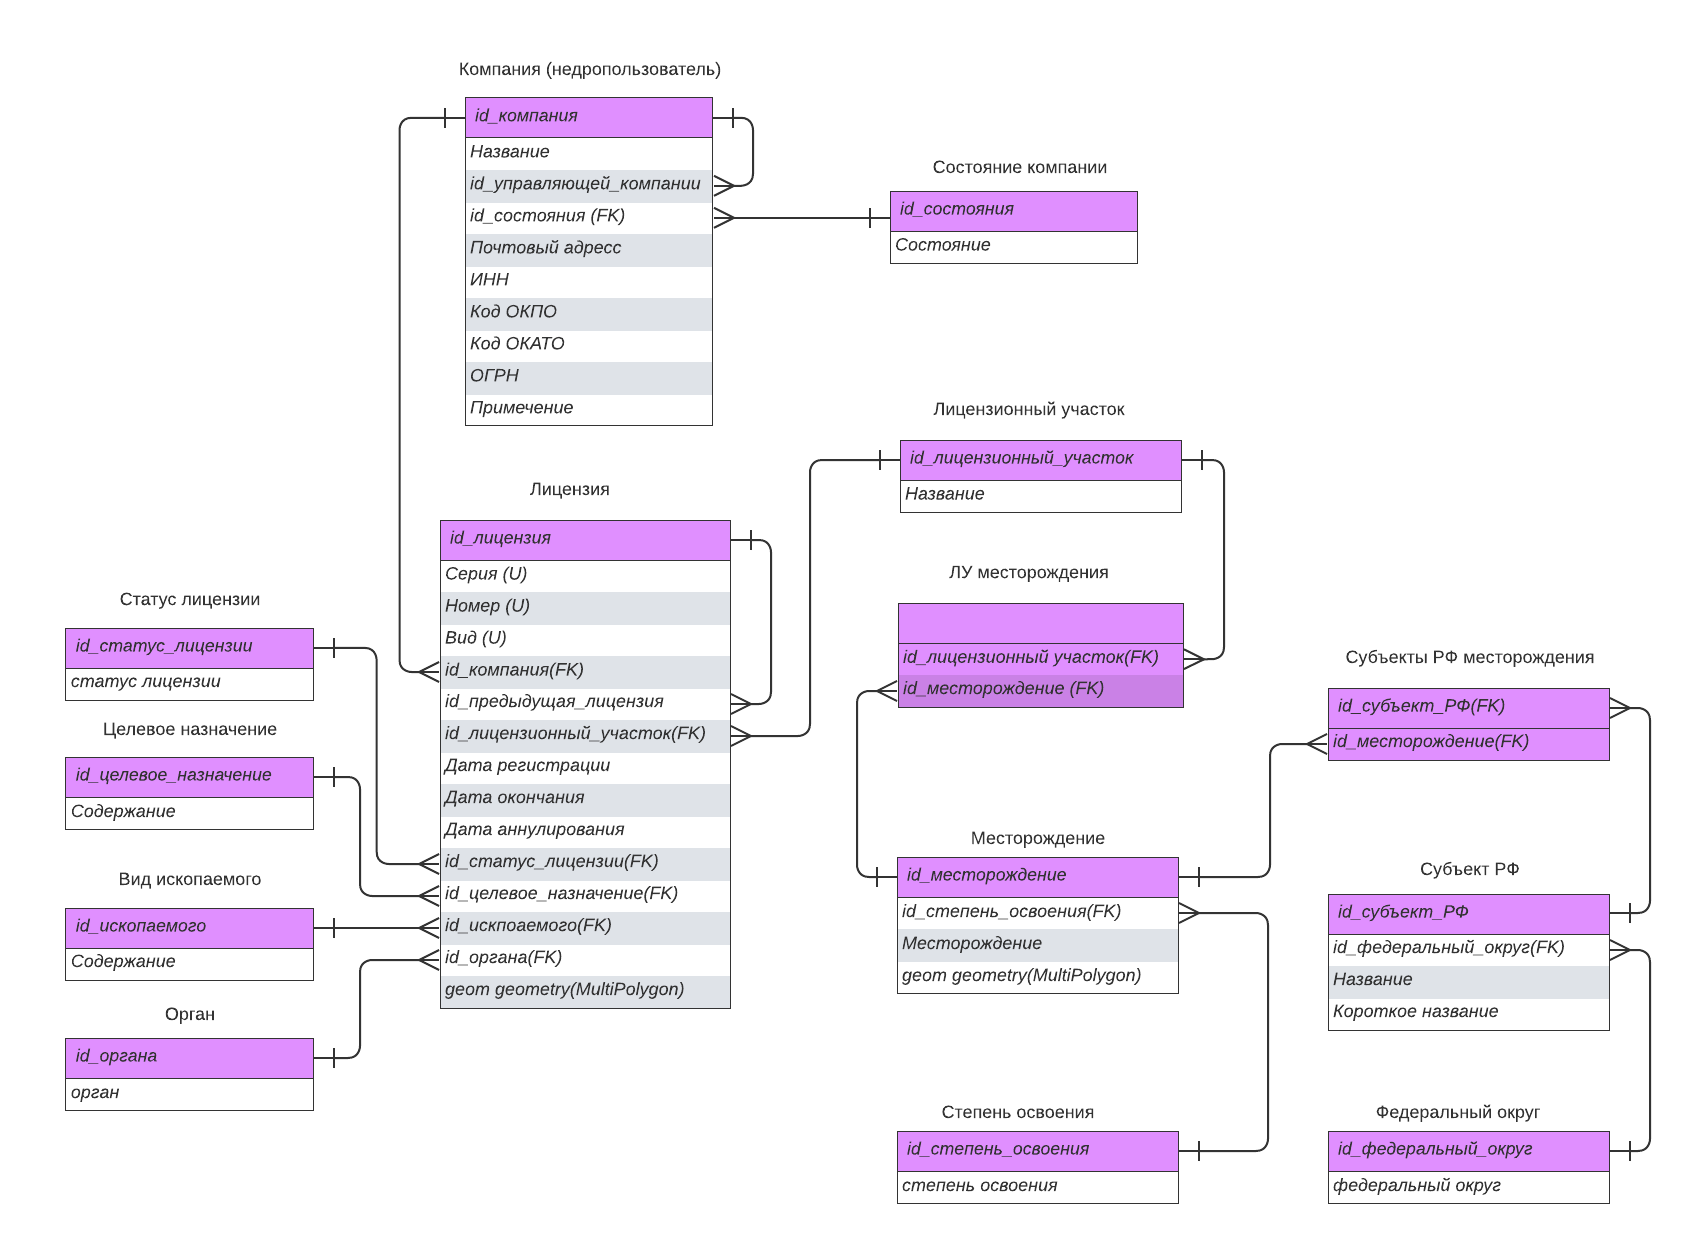 Компания (недропользователь)
id_компания
Название
id_управляющей_компании
id_состояния (FK)
Почтовый адресс
ИНН
Код ОКПО
Код ОКАТО
ОГРН
Примечение
Состояние компании
id_состояния
Состояние
Лицензионный участок
id_лицензионный_участок
Название
Лицензия
id_лицензия
Серия (U)
Номер (U)
Вид (U)
id_компания(FK)
id_предыдущая_лицензия
id_лицензионный_участок(FK)
Дата регистрации
Дата окончания
Дата аннулирования
id_статус_лицензии(FK)
id_целевое_назначение(FK)
id_искпоаемого(FK)
id_органа(FK)
geom geometry(MultiPolygon)
ЛУ месторождения
id_лицензионный участок(FK)
id_месторождение (FK)
Статус лицензии
id_статус_лицензии
статус лицензии
Целевое назначение
id_целевое_назначение
Содержание
Вид ископаемого
id_ископаемого
Содержание
Орган
id_органа
орган
Субъекты РФ месторождения
id_субъект_РФ(FK)
id_месторождение(FK)
Месторождение
id_месторождение
id_степень_освоения(FK)
Месторождение
geom geometry(MultiPolygon)
Субъект РФ
id_субъект_РФ
id_федеральный_округ(FK)
Название
Короткое название
Степень освоения
id_степень_освоения
степень освоения
Федеральный округ
id_федеральный_округ
федеральный округ